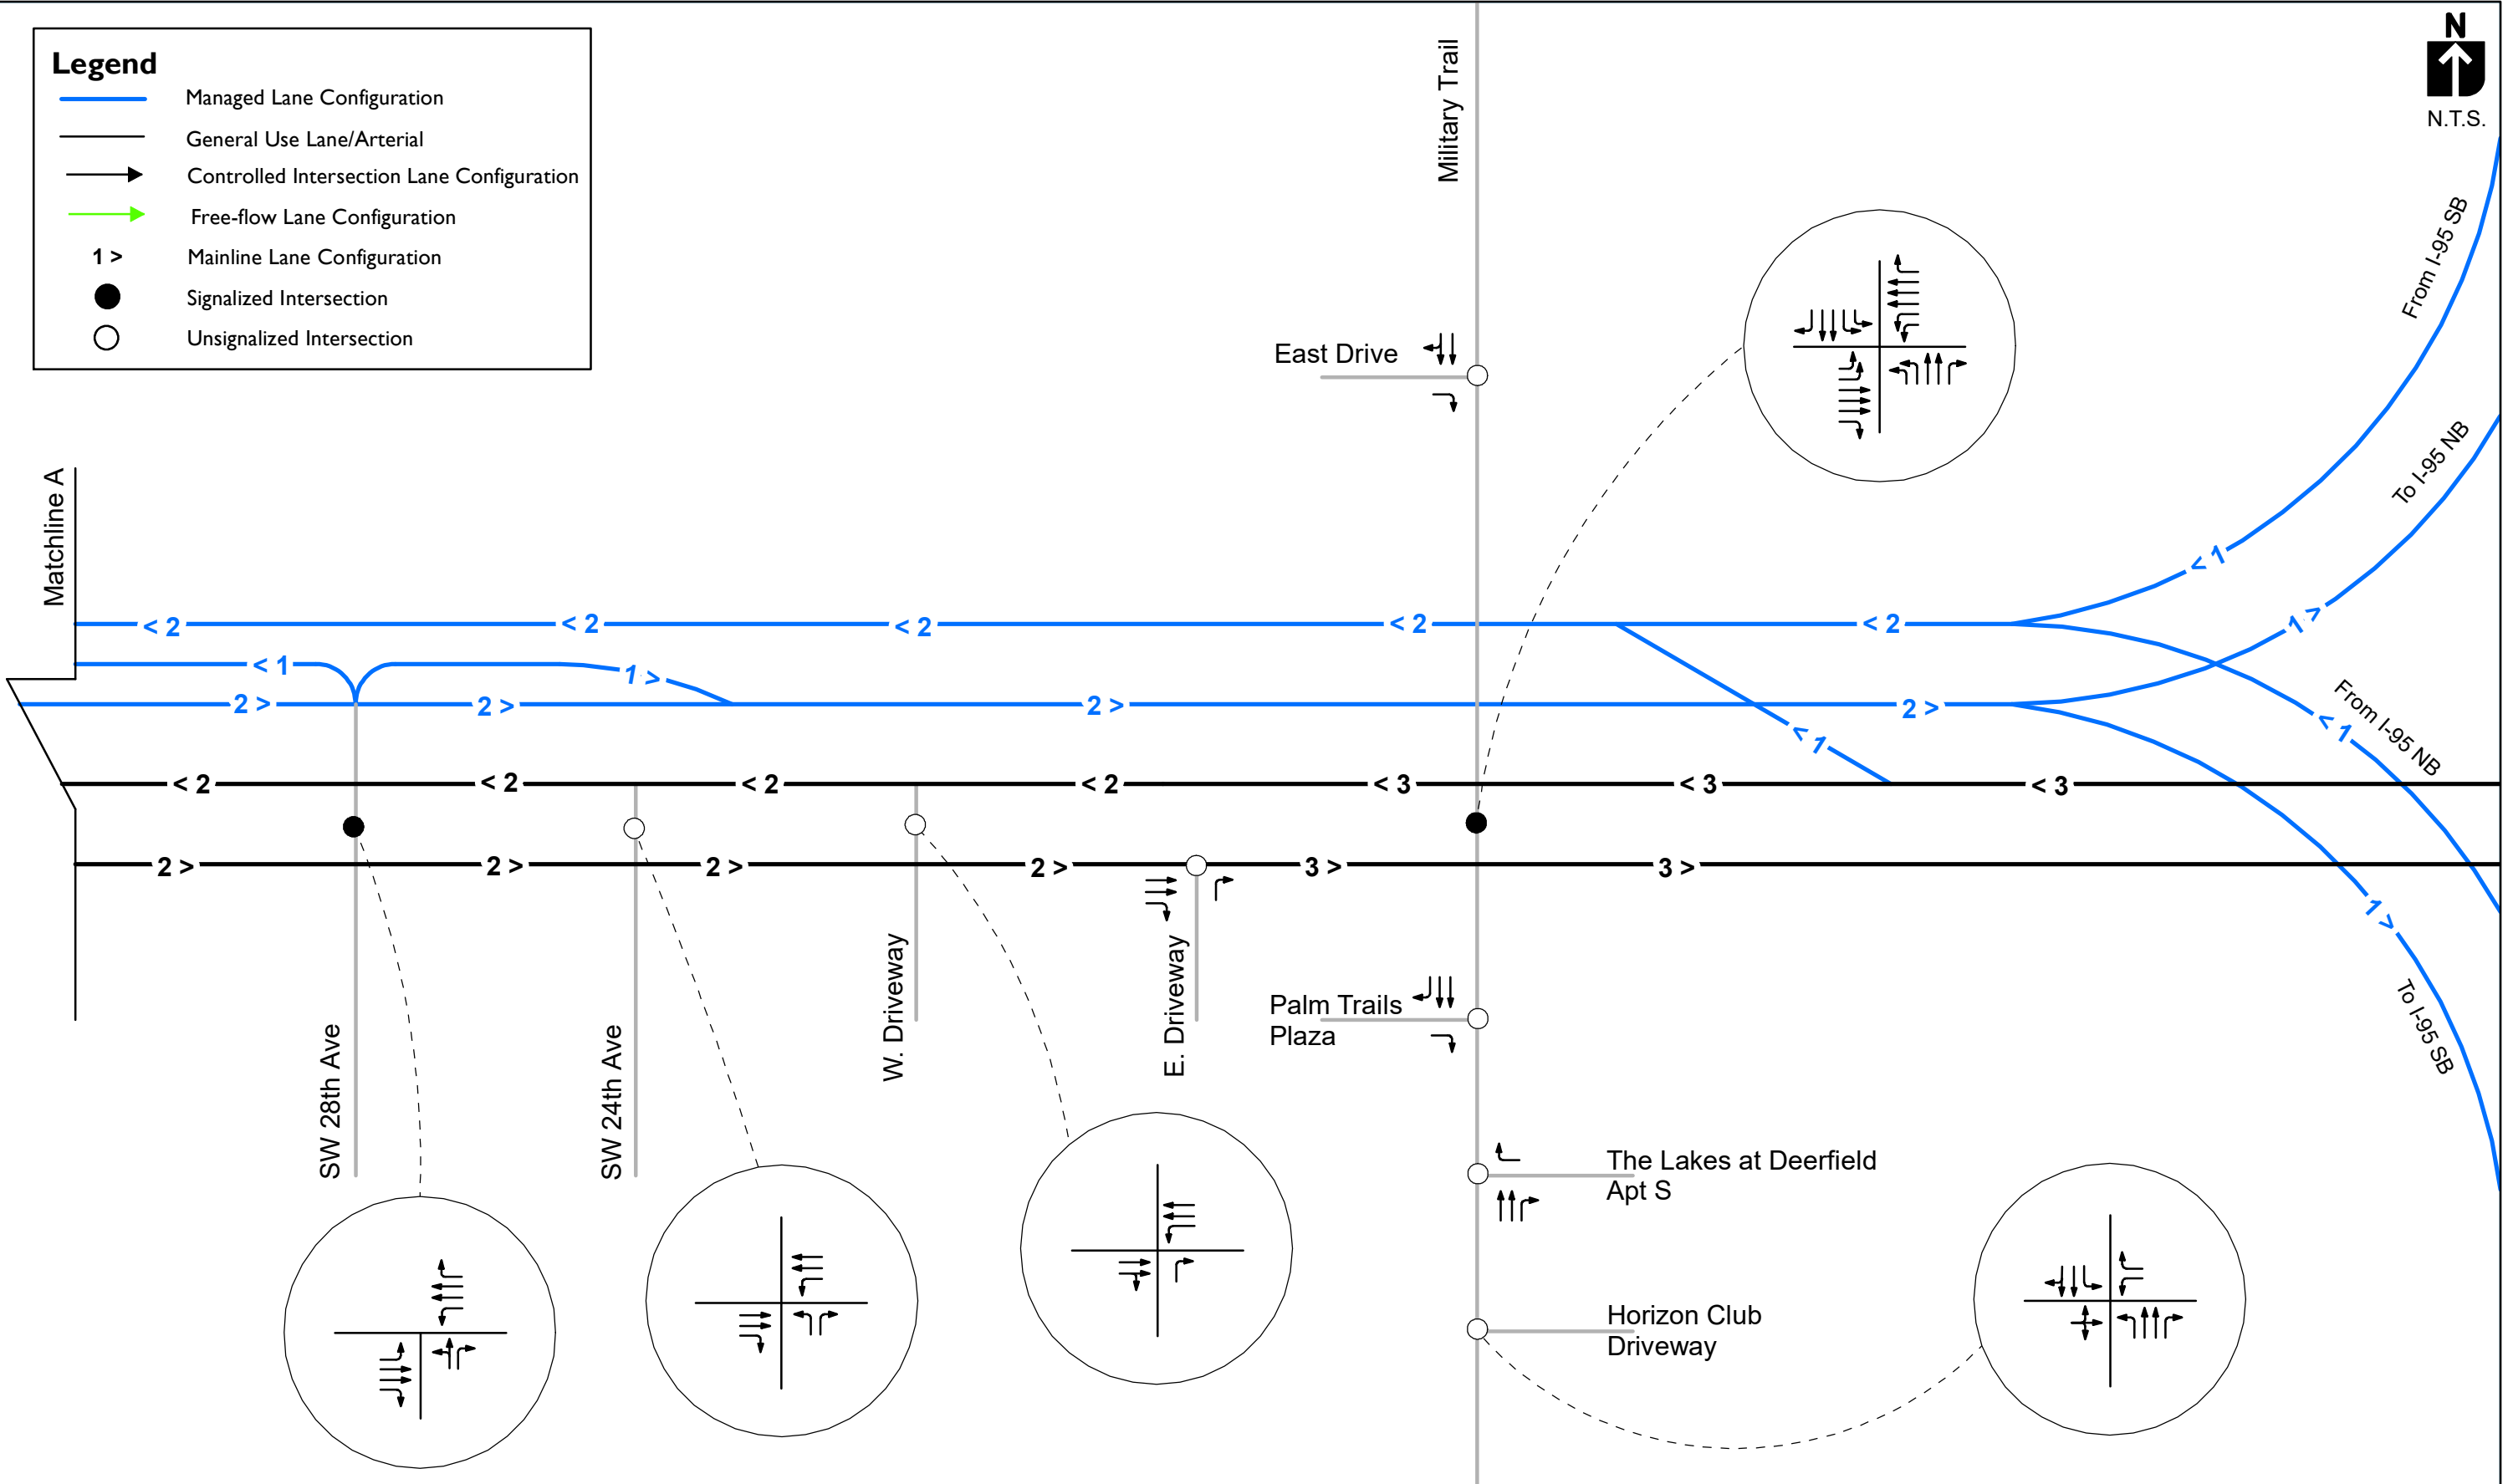 Legend
Managed Lane Configuration
General Use Lane/Arterial
Controlled Intersection Lane Configuration
Free-flow Lane Configuration
1 >
Mainline Lane Configuration
Signalized Intersection
Unsignalized Intersection
N
N.T.S.
Military Trail
From I-95 SB
East Drive
To I-95 NB
Matchline A
< 1
1 >
< 2
< 2
< 2
< 2
< 2
< 1
1 >
2 >
2 >
2 >
2 >
From I-95 NB
< 1
< 1
< 2
< 2
< 2
< 2
< 3
< 3
< 3
2 >
2 >
2 >
2 >
3 >
3 >
1 >
To I-95 SB
W. Driveway
E. Driveway
Palm Trails
Plaza
SW 28th Ave
SW 24th Ave
The Lakes at Deerfield
Apt S
Horizon Club
Driveway